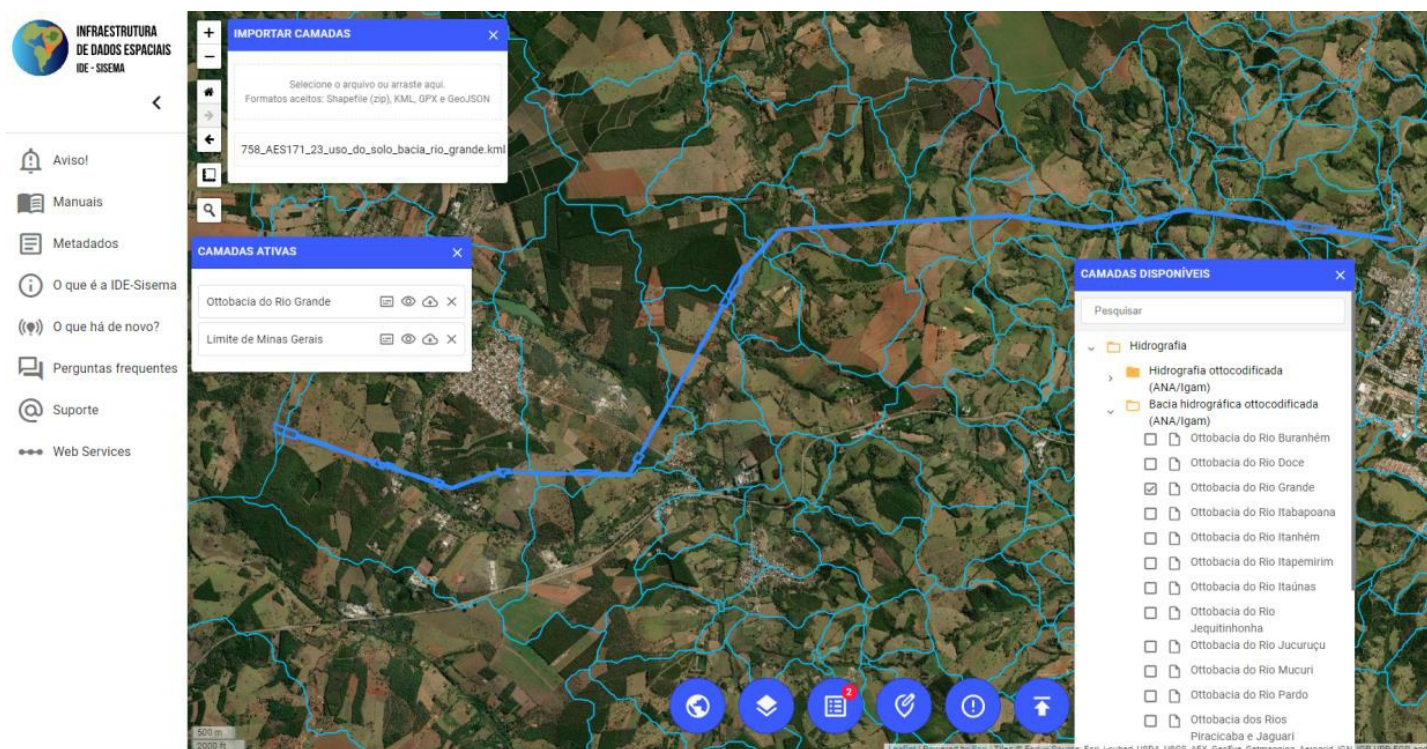 INFRAESTRUTURA
DE DADOS ESPACIAIS
IDE - SISEMA
Aviso!
Manuais
Metadados
O que é a IDE-Sisema
O que há de novo?
Perguntas frequentes
Suporte
Web Services
IMPORTAR CAMADAS
Selecione o arquivo ou arraste aqui.
Formatos aceitos: Shapefile (zip), KML, GPX e GeoJSON
758_AES171_23_uso_do_solo_bacia_rio_grande.kml
CAMADAS ATIVAS
Ottobacia do Rio Grande
Limite de Minas Gerais
CAMADAS DISPONÍVEIS
Pesquisar
Hidrografia
Hidrografia ottocodificada
(ANA/Igam)
Bacia hidrográfica ottocodificada
(ANA/Igam)
Ottobacia do Rio Buranhém
Ottobacia do Rio Doce
Ottobacia do Rio Grande
Ottobacia do Rio Itabapoana
Ottobacia do Rio Itanhém
Ottobacia do Rio Itapemirim
Ottobacia do Rio Itaúnas
Ottobacia do Rio
Jequitinhonha
Ottobacia do Rio Jucuruçu
Ottobacia do Rio Mucuri
Ottobacia do Rio Pardo
Ottobacia dos Rios
Piracicaba e Jaguari
2
500 m
2000 ft